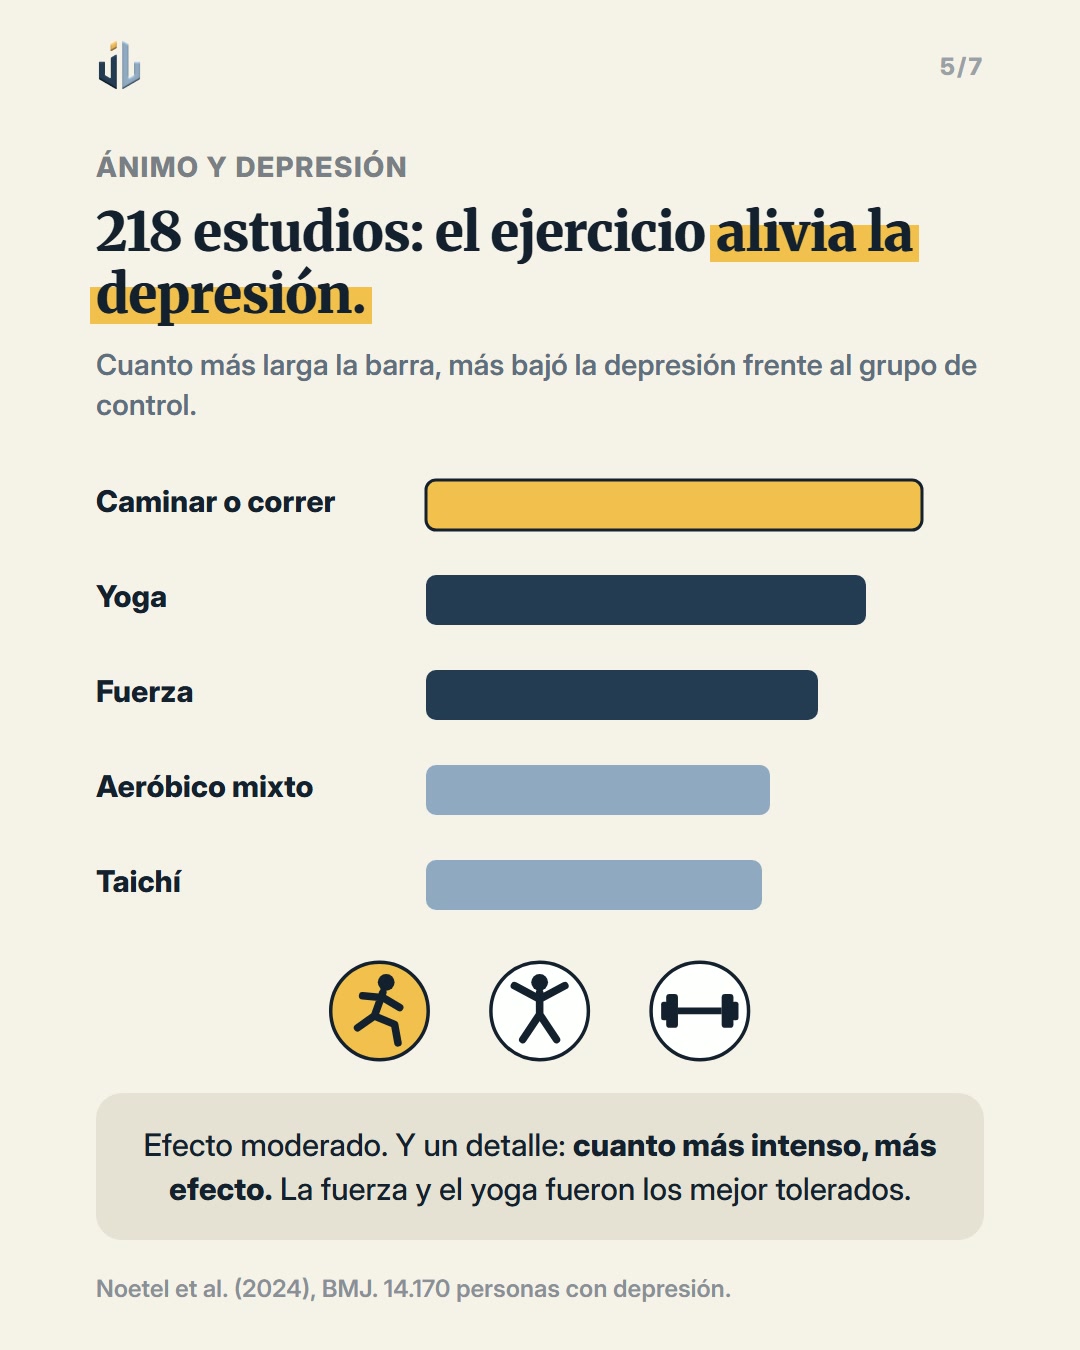 5/7
ÁNIMO Y DEPRESIÓN
218 estudios: el ejercicio alivia la
depresión.
Cuanto más larga la barra, más bajó la depresión frente al grupo de
control.
Caminar o correr
Yoga
Fuerza
Aeróbico mixto
Taichí
Efecto moderado. Y un detalle: cuanto más intenso, más
efecto. La fuerza y el yoga fueron los mejor tolerados.
Noetel et al. (2024), BMJ. 14.170 personas con depresión.